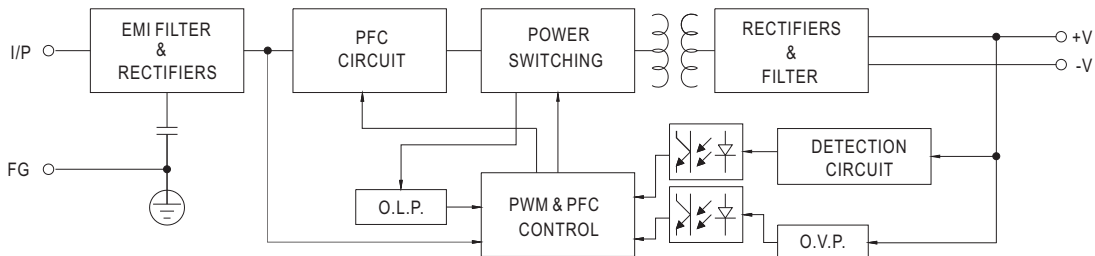 I/P
EMI FILTER
&
RECTIFIERS
PFC
CIRCUIT
POWER
SWITCHING
RECTIFIERS
&
FILTER
+V
-V
FG
DETECTION
CIRCUIT
O.L.P.
PWM & PFC
CONTROL
O.V.P.